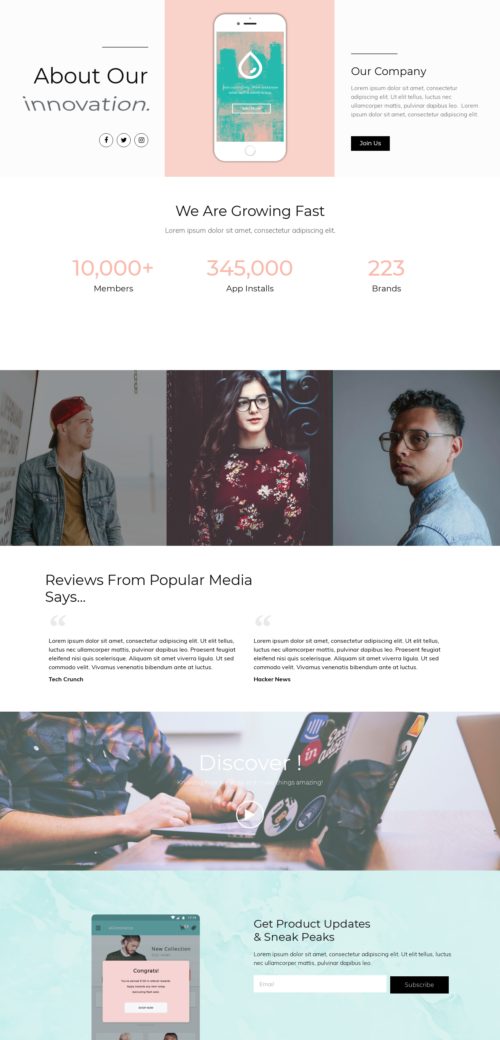 About Our
innovation.
Our Company
Lorem ipsum dolor sit amet, consectetur
adipiscing elit. Ut elit tellus, luctus nec
ullamcorper mattis, pulvinar dapibus leo. Lorem
ipsum dolor sit amet, consectetur adipiscing elit.
Join Us
We Are Growing Fast
Lorem ipsum dolor sit amet, consectetur adipiscing elit.
10,000+
345,000
223
Members
App Installs
Brands
Reviews From Popular Media
Says...
Lorem ipsum dolor sit amet, consectetur adipiscing elit. Ut elit tellus,
luctus nec ullamcorper mattis, pulvinar dapibus leo. Praesent feugiat
eleifend nisi quis scelerisque. Aliquam sit amet viverra ligula. Ut sed
commodo velit. Vivamus venenatis bibendum ante at luctus.
Tech Crunch
Lorem ipsum dolor sit amet, consectetur adipiscing elit. Ut elit tellus,
luctus nec ullamcorper mattis, pulvinar dapibus leo. Praesent feugiat
eleifend nisi quis scelerisque. Aliquam sit amet viverra ligula. Ut sed
commodo velit. Vivamus venenatis bibendum ante at luctus.
Hacker News
Discover !
things amazing!
New Collection
Congrats!
Get Product Updates
& Sneak Peaks
Lorem ipsum dolor sit amet, consectetur adipiscing elit. Ut elit tellus, luctus
nec ullamcorper mattis, pulvinar dapibus leo.
Email
Subscribe